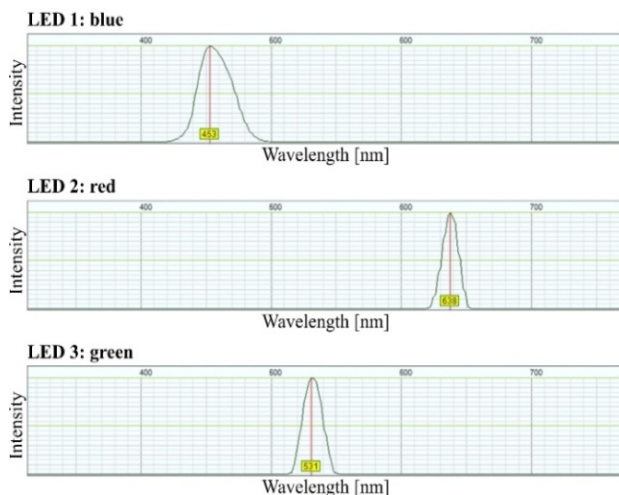 LED 1: blue
400 500 600 700
Intensity
453
Wavelength [nm]
LED 2: red
400 500 600 700
Intensity
638
Wavelength [nm]
LED 3: green
400 500 600 700
Intensity
531
Wavelength [nm]